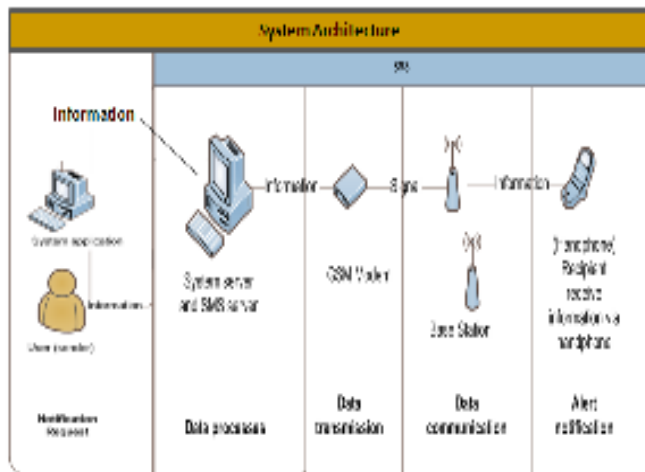 System Architecture
SMS
Information
System application
User (sender)
Information
Notification
Request
Information
System server
and SMS server
Data processes
GSM Modem
Data
transmission
Signal
Base Station
Data
communication
Information
(Handphone)
Recipient
receive
information via
handphone
Alert
notification